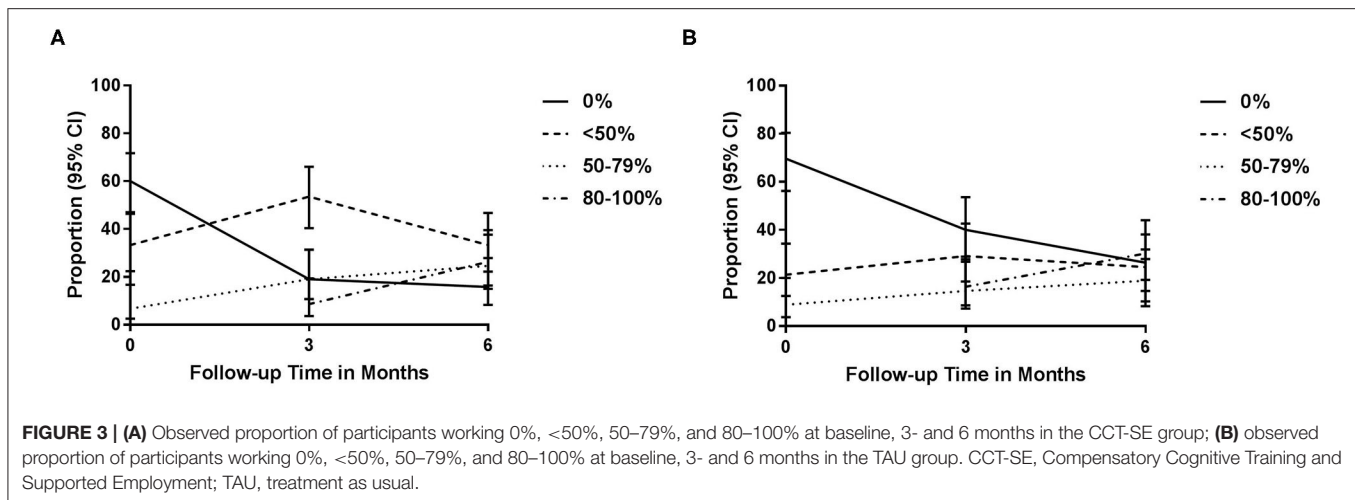 A
Proportion (95% CI)
100
80
60
40
20
0
0
3
6
Follow-up Time in Months
0%
<50%
50-79%
80-100%
B
Proportion (95% CI)
100
80
60
40
20
0
0
3
6
Follow-up Time in Months
0%
<50%
50-79%
80-100%
FIGURE 3 | (A) Observed proportion of participants working 0%, <50%, 50–79%, and 80–100% at baseline, 3- and 6 months in the CCT-SE group; (B) observed
proportion of participants working 0%, <50%, 50–79%, and 80–100% at baseline, 3- and 6 months in the TAU group. CCT-SE, Compensatory Cognitive Training and
Supported Employment; TAU, treatment as usual.